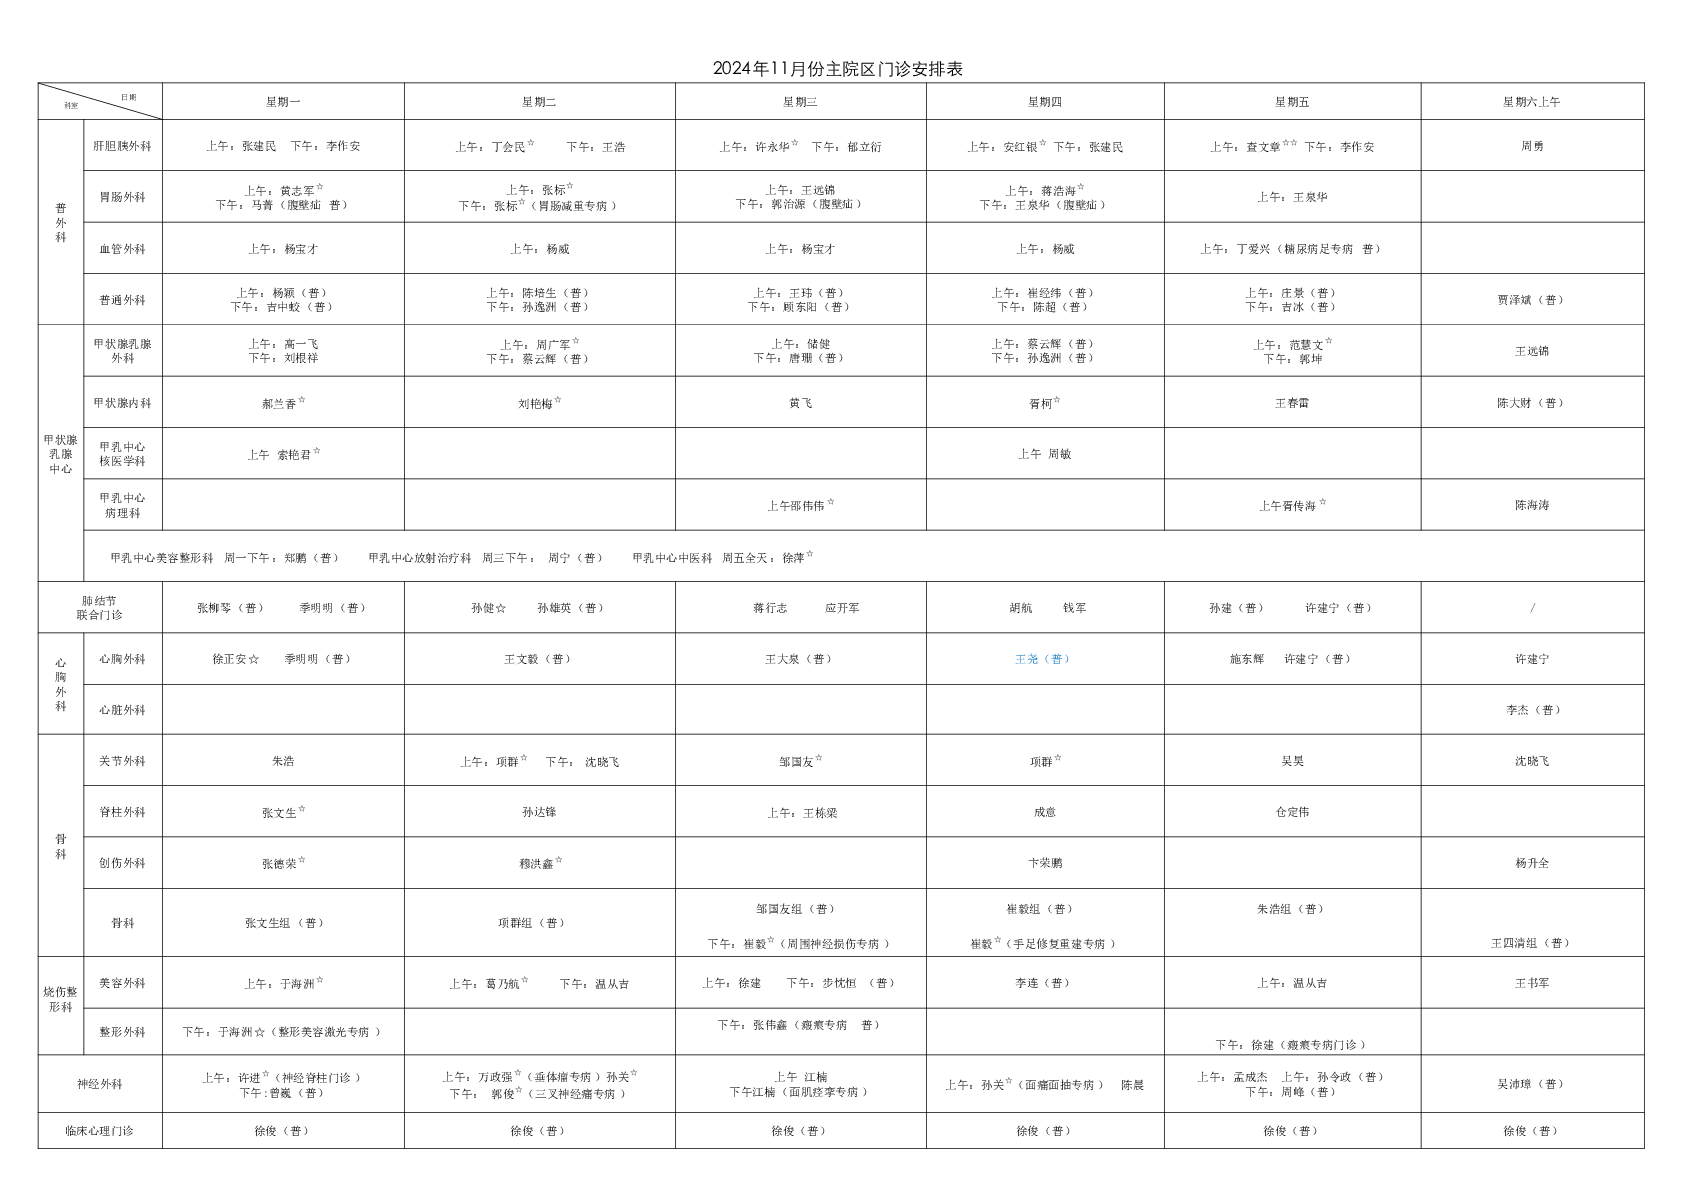 2024年11月份主院区门诊安排表
日期
科室
星期一 星期二 星期三 星期四 星期五 星期六上午
普外科
肝胆胰外科 上午：张建民 下午：李作安 上午：丁会民☆ 下午：王浩 上午：许永华☆ 下午：郁立衍 上午：安红银☆ 下午：张建民 上午：查文章☆☆ 下午：李作安 周勇
胃肠外科
上午：黄志军☆
下午：马菁（腹壁疝 普）
上午：张标☆
下午：张标☆（胃肠减重专病）
上午：王远锦
下午：郭治源（腹壁疝）
上午：蒋浩海☆
下午：王泉华（腹壁疝）
上午：王泉华
血管外科 上午：杨宝才 上午：杨威 上午：杨宝才 上午：杨威 上午：丁爱兴（糖尿病足专病 普）
普通外科
上午：杨颖（普）
下午：吉中蛟（普）
上午：陈培生（普）
下午：孙逸洲（普）
上午：王玮（普）
下午：顾东阳（普）
上午：崔经纬（普）
下午：陈超（普）
上午：庄景（普）
下午：吉冰（普）
贾泽斌（普）
甲状腺
乳腺
中心
甲状腺乳腺
外科
上午：高一飞
下午：刘根祥
上午：周广军☆
下午：蔡云辉（普）
上午：储健
下午：唐珊（普）
上午：蔡云辉（普）
下午：孙逸洲（普）
上午：范慧文☆
下午：郭坤
王远锦
甲状腺内科 郝兰香☆ 刘艳梅☆ 黄飞 胥柯☆ 王春雷 陈大财（普）
甲乳中心
核医学科
上午 索艳君☆ 上午 周敏
甲乳中心
病理科
上午邵伟伟☆ 上午胥传海☆ 陈海涛
甲乳中心美容整形科 周一下午：郑鹏（普） 甲乳中心放射治疗科 周三下午： 周宁（普） 甲乳中心中医科 周五全天：徐萍☆
肺结节
联合门诊
张柳琴（普） 季明明（普） 孙健☆ 孙雄英（普） 蒋行志 应开军 胡航 钱军 孙建（普） 许建宁（普） /
心胸外科
心胸外科 徐正安☆ 季明明（普） 王文毅（普） 王大泉（普） 王尧（普） 施东辉 许建宁（普） 许建宁
心脏外科 李杰（普）
骨科
关节外科 朱浩 上午：项群☆ 下午： 沈晓飞 邹国友☆ 项群☆ 吴昊 沈晓飞
脊柱外科 张文生☆ 孙达锋 上午：王栋梁 成意 仓定伟
创伤外科 张德荣☆ 穆洪鑫☆ 卞荣鹏 杨升全
骨科 张文生组（普） 项群组（普）
邹国友组（普）
下午：崔毅☆（周围神经损伤专病）
崔毅组（普）
崔毅☆（手足修复重建专病）
朱浩组（普）
王四清组（普）
烧伤整
形科
美容外科 上午：于海洲☆ 上午：葛乃航☆ 下午：温从吉 上午：徐建 下午：步忱恒 （普） 李连（普） 上午：温从吉 王书军
整形外科 下午：于海洲☆（整形美容激光专病） 下午：张伟鑫（瘢痕专病 普）
下午：徐建（瘢痕专病门诊）
神经外科
上午：许进☆（神经脊柱门诊）
下午:曾巍（普）
上午：万政强☆（垂体瘤专病）孙关☆
下午： 郭俊☆（三叉神经痛专病）
上午 江楠
下午江楠（面肌痉挛专病）
上午：孙关☆（面痛面抽专病） 陈晨
上午：孟成杰 上午：孙令政（普）
下午：周峰（普）
吴沛璋（普）
临床心理门诊 徐俊（普） 徐俊（普） 徐俊（普） 徐俊（普） 徐俊（普） 徐俊（普）